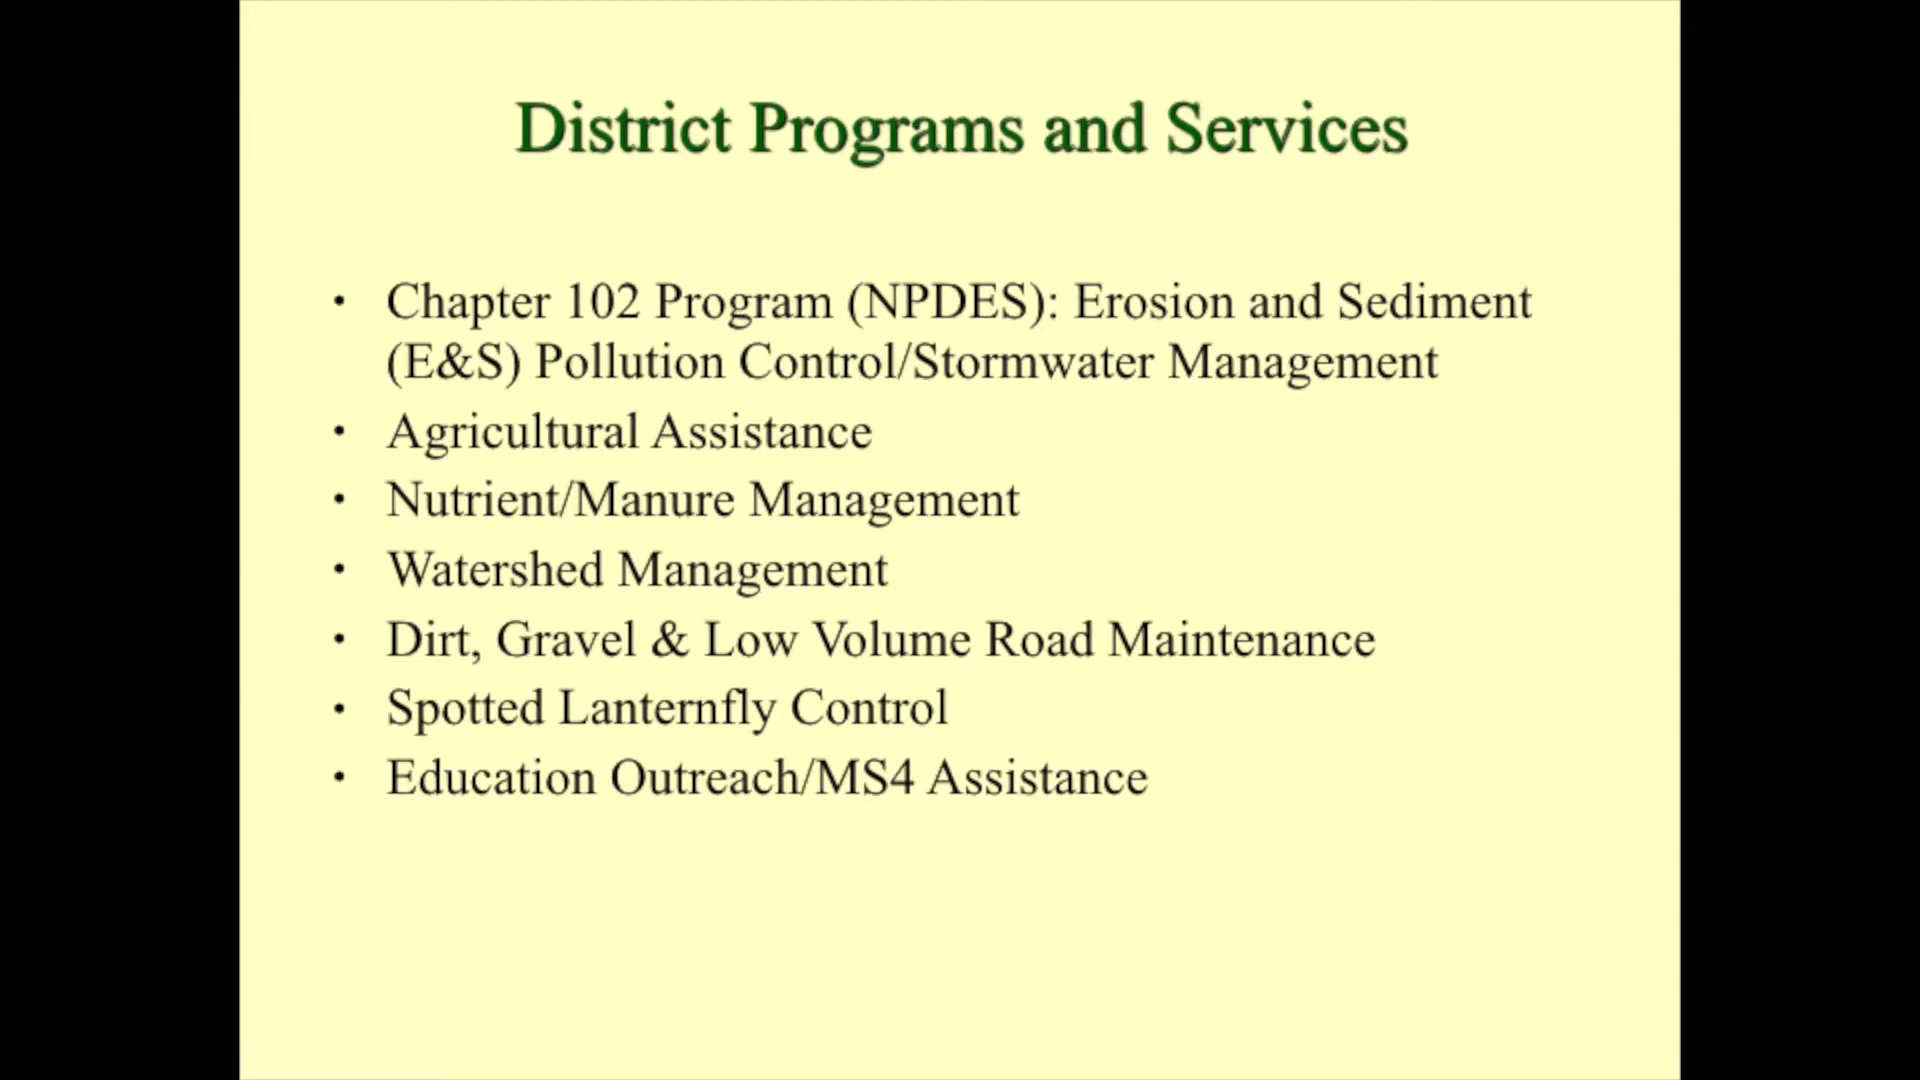 District Programs and Services
• Chapter 102 Program (NPDES): Erosion and Sediment
(E&S) Pollution Control/Stormwater Management
• Agricultural Assistance
• Nutrient/Manure Management
• Watershed Management
• Dirt, Gravel & Low Volume Road Maintenance
• Spotted Lanternfly Control
• Education Outreach/MS4 Assistance